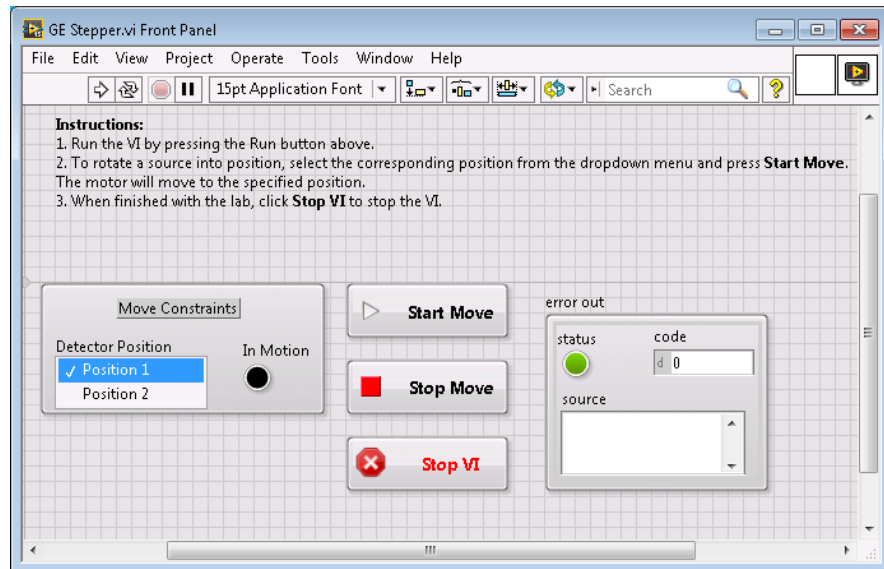 GE Stepper.vi Front Panel
File Edit View Project Operate Tools Window Help
15pt Application Font Search
Instructions:
1. Run the VI by pressing the Run button above.
2. To rotate a source into position, select the corresponding position from the dropdown menu and press Start Move.
The motor will move to the specified position.
3. When finished with the lab, click Stop VI to stop the VI.
Move Constraints
Detector Position
✓ Position 1
Position 2
In Motion
Start Move
Stop Move
Stop VI
error out
status
code
d 0
source